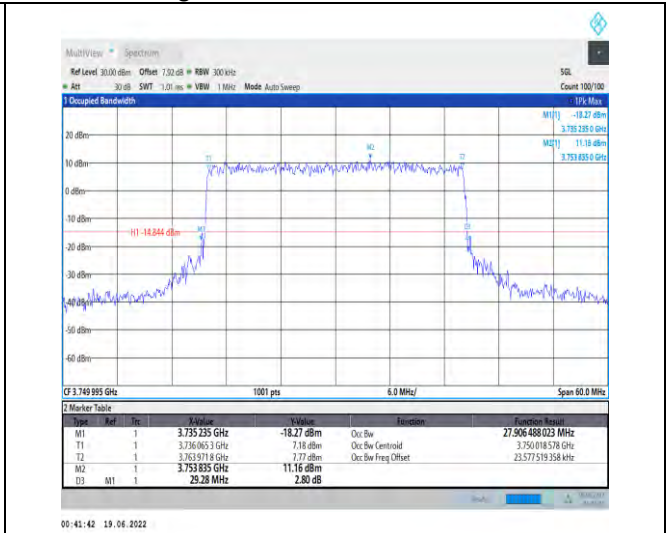 MultiView Spectrum
Ref Level 30.00 dBm Offset 7.92 dB RBW 300 kHz SGL
Att 30 dB SWT 1.01 ms VBW 1 MHz Mode Auto Sweep Count 100/100
1 Occupied Bandwidth 1Pk Max
M1[1] -18.27 dBm
3.735 235 0 GHz
M2[1] 11.16 dBm
3.753 835 0 GHz
20 dBm
10 dBm
0 dBm
-10 dBm
-20 dBm
-30 dBm
-40 dBm
-50 dBm
-60 dBm
H1 -14.844 dBm
M1
T1
M2
T2
D3
CF 3.749 995 GHz 1001 pts 6.0 MHz/ Span 60.0 MHz
2 Marker Table
Type Ref Trc X-Value Y-Value Function Function Result
M1 1 3.735 235 GHz -18.27 dBm Occ Bw 27.906 488 023 MHz
T1 1 3.736 065 3 GHz 7.18 dBm Occ Bw Centroid 3.750 018 578 GHz
T2 1 3.763 971 8 GHz 7.77 dBm Occ Bw Freq Offset 23.577 519 358 kHz
M2 1 3.753 835 GHz 11.16 dBm
D3 M1 1 29.28 MHz 2.80 dB
00:41:42 19.06.2022